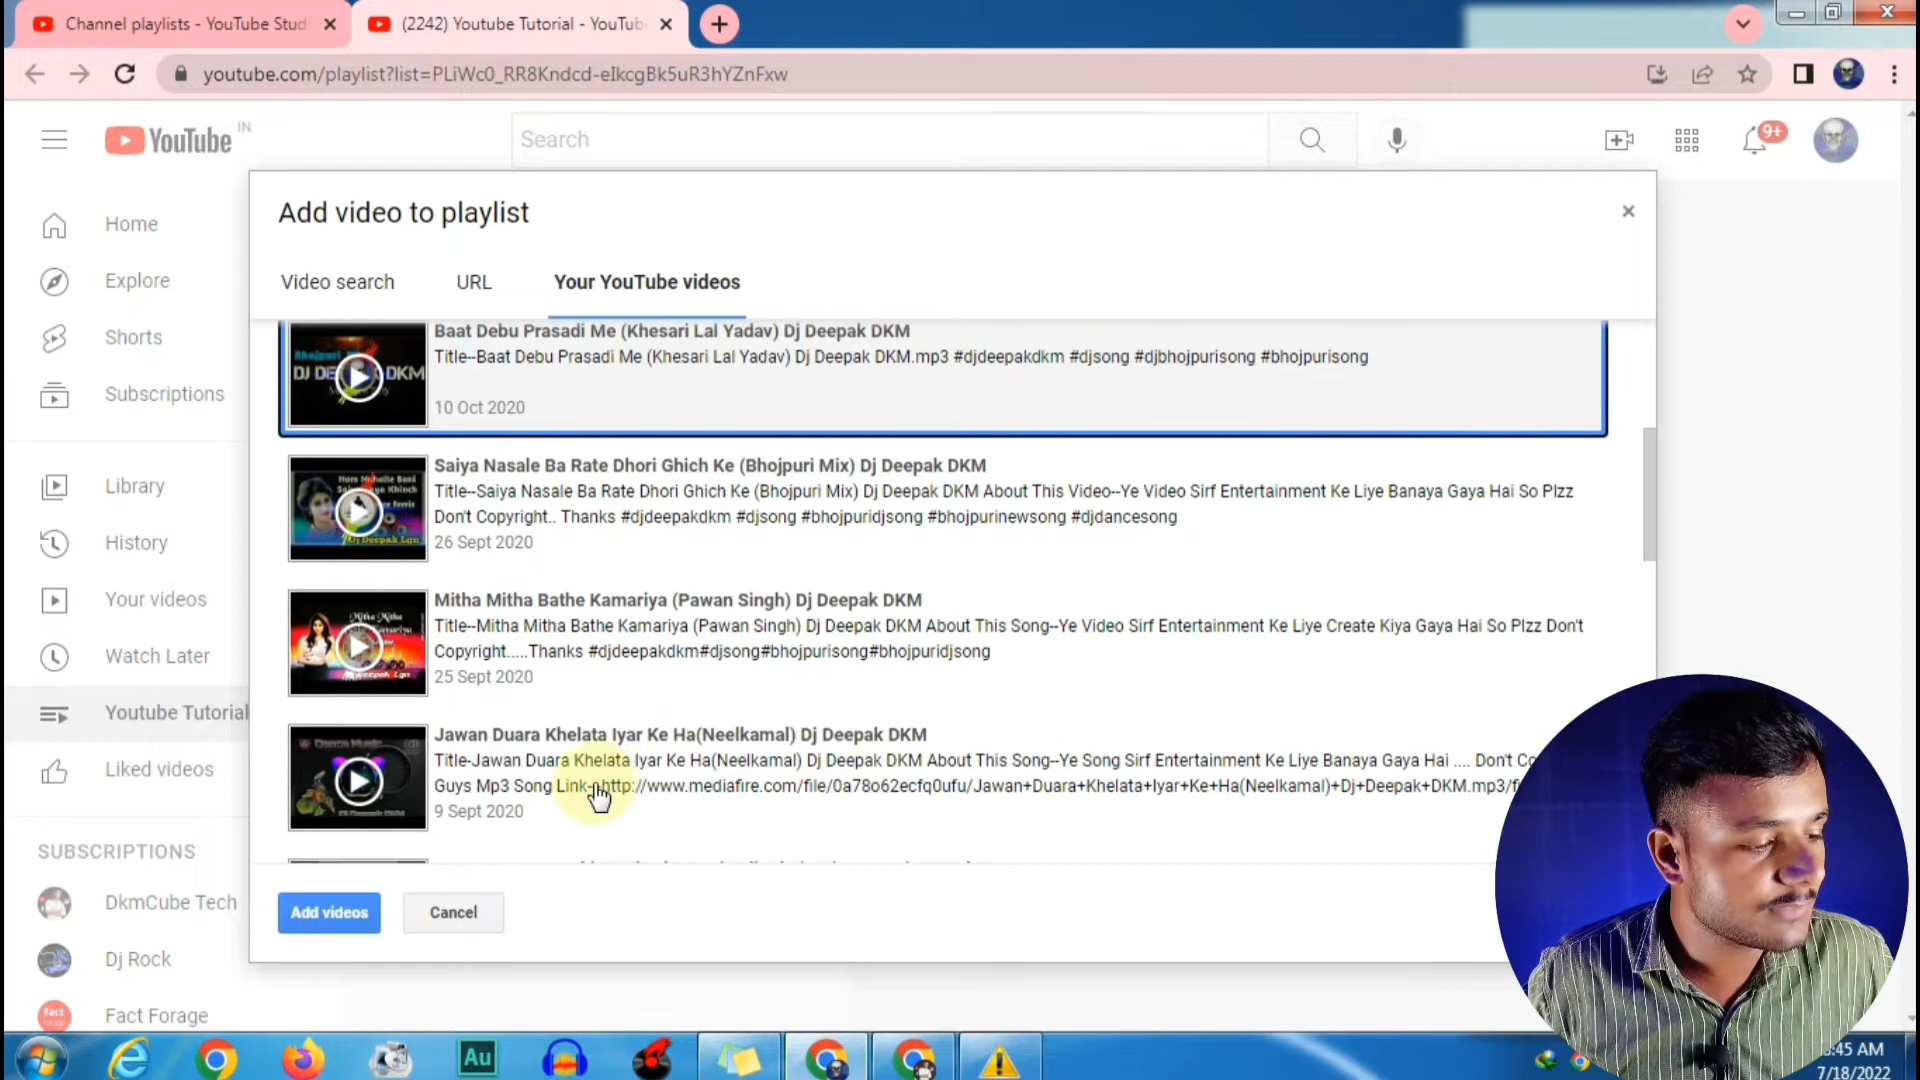 Channel playlists - YouTube Stud
(2242) Youtube Tutorial - YouTub
youtube.com/playlist?list=PLiWc0_RR8Kndcd-eIkcgBk5uR3hYZnFxw
YouTube IN
Search
9+
Add video to playlist
Video search
URL
Your YouTube videos
Home
Explore
Shorts
Subscriptions
Library
History
Your videos
Watch Later
Youtube Tutorial
Liked videos
SUBSCRIPTIONS
DkmCube Tech
Dj Rock
Fact Forage
Baat Debu Prasadi Me (Khesari Lal Yadav) Dj Deepak DKM
Title--Baat Debu Prasadi Me (Khesari Lal Yadav) Dj Deepak DKM.mp3 #djdeepakdkm #djsong #djbhojpurisong #bhojpurisong
10 Oct 2020
Saiya Nasale Ba Rate Dhori Ghich Ke (Bhojpuri Mix) Dj Deepak DKM
Title--Saiya Nasale Ba Rate Dhori Ghich Ke (Bhojpuri Mix) Dj Deepak DKM About This Video--Ye Video Sirf Entertainment Ke Liye Banaya Gaya Hai So Plzz
Don't Copyright.. Thanks #djdeepakdkm #djsong #bhojpuridjsong #bhojpurinewsong #djdancesong
26 Sept 2020
Mitha Mitha Bathe Kamariya (Pawan Singh) Dj Deepak DKM
Title--Mitha Mitha Bathe Kamariya (Pawan Singh) Dj Deepak DKM About This Song--Ye Video Sirf Entertainment Ke Liye Create Kiya Gaya Hai So Plzz Don't
Copyright.....Thanks #djdeepakdkm#djsong#bhojpurisong#bhojpuridjsong
25 Sept 2020
Jawan Duara Khelata Iyar Ke Ha(Neelkamal) Dj Deepak DKM
Title-Jawan Duara Khelata Iyar Ke Ha(Neelkamal) Dj Deepak DKM About This Song--Ye Song Sirf Entertainment Ke Liye Banaya Gaya Hai .... Don't Co
Guys Mp3 Song Link--http://www.mediafire.com/file/0a78o62ecfq0ufu/Jawan+Duara+Khelata+Iyar+Ke+Ha(Neelkamal)+Dj+Deepak+DKM.mp3/f
9 Sept 2020
Add videos
Cancel
Au
:45 AM
7/18/2022